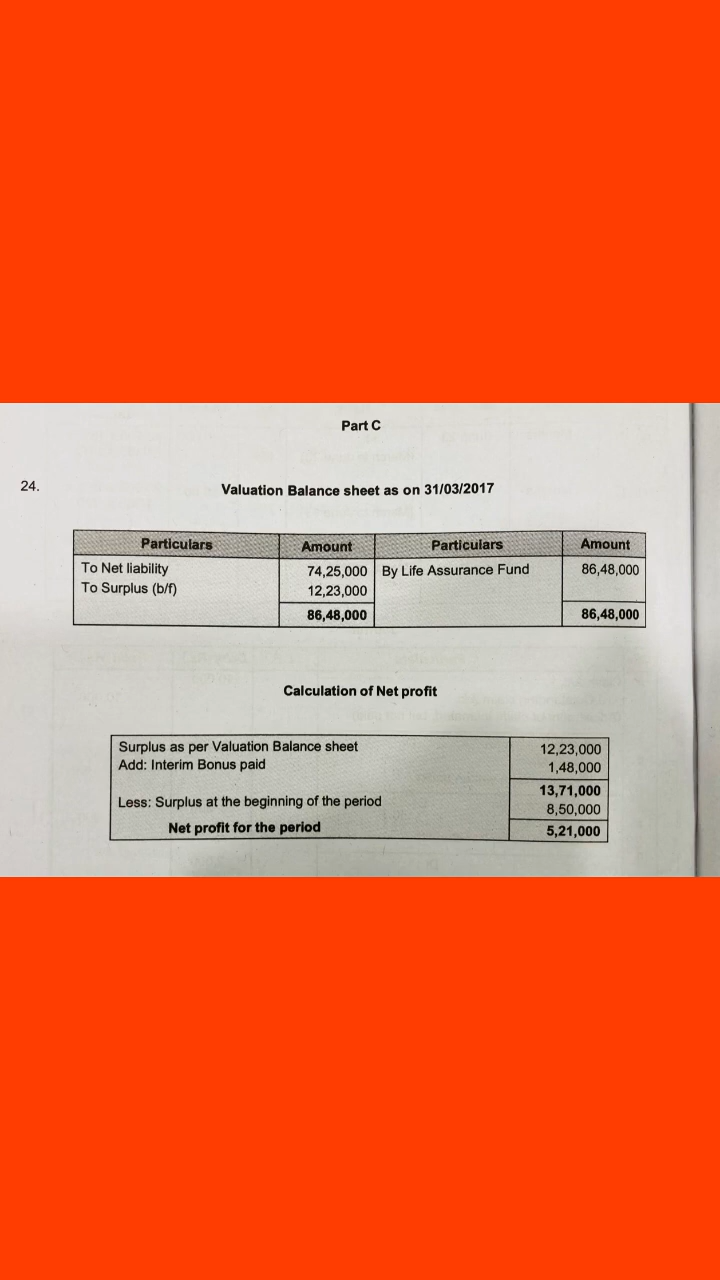 Part C
24.
Valuation Balance sheet as on 31/03/2017
Particulars Amount Particulars Amount
To Net liability 74,25,000 By Life Assurance Fund 86,48,000
To Surplus (b/f) 12,23,000
86,48,000 86,48,000
Calculation of Net profit
Surplus as per Valuation Balance sheet 12,23,000
Add: Interim Bonus paid 1,48,000
13,71,000
Less: Surplus at the beginning of the period 8,50,000
Net profit for the period 5,21,000